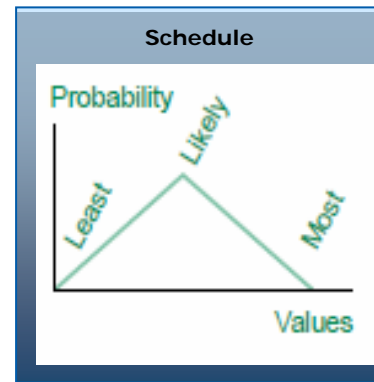 Schedule
Probability
Likely
Least
Most
Values